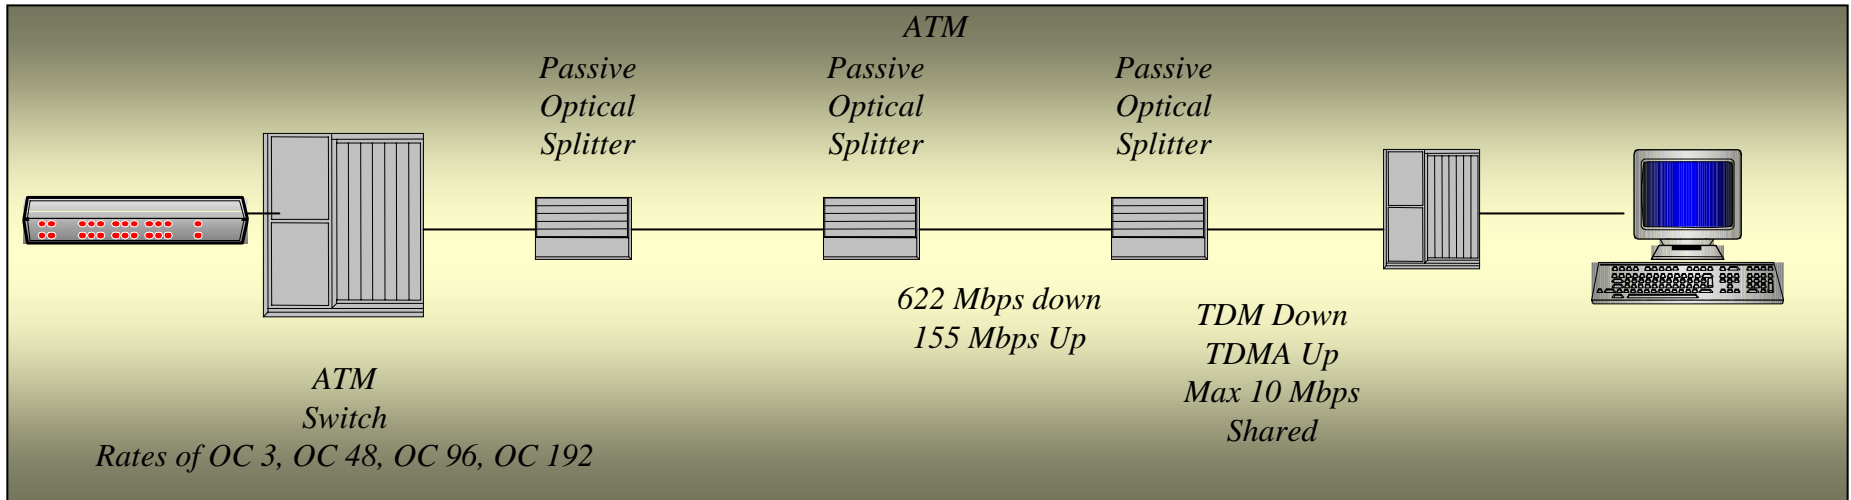 ATM
Passive
Optical
Splitter
Passive
Optical
Splitter
Passive
Optical
Splitter
622 Mbps down
155 Mbps Up
TDM Down
TDMA Up
Max 10 Mbps
Shared
ATM
Switch
Rates of OC 3, OC 48, OC 96, OC 192